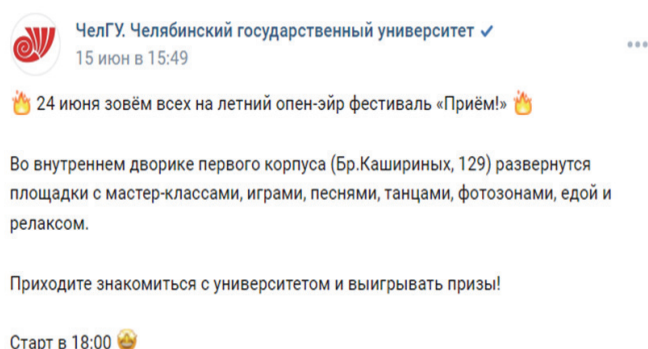 ЧелГУ. Челябинский государственный университет
15 июн в 15:49
🔥 24 июня зовём всех на летний опен-эйр фестиваль «Приём!» 🔥
Во внутреннем дворике первого корпуса (Бр.Кашириных, 129) развернутся
площадки с мастер-классами, играми, песнями, танцами, фотозонами, едой и
релаксом.
Приходите знакомиться с университетом и выигрывать призы!
Старт в 18:00 🤩